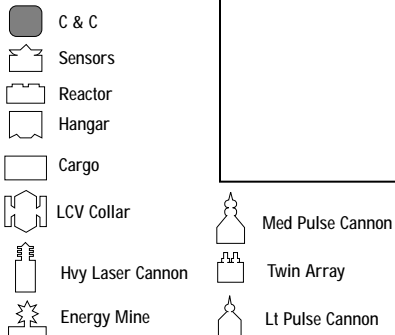 C & C
Sensors
Reactor
Hangar
Cargo
LCV Collar
Hvy Laser Cannon
Energy Mine
Med Pulse Cannon
Twin Array
Lt Pulse Cannon